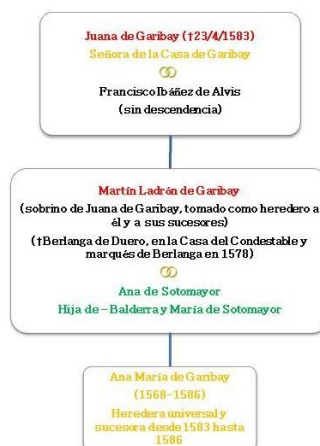 Juana de Garibay (†23/4/1583)
Señora de la Casa de Garibay
Francisco Ibáñez de Alvis
(sin descendencia)
Martín Ladrón de Garibay
(sobrino de Juana de Garibay, tomado como heredero a
él y a sus sucesores)
(†Berlanga de Duero, en la Casa del Condestable y
marqués de Berlanga en 1578)
Ana de Sotomayor
Hija de – Balderra y María de Sotomayor
Ana María de Garibay
(1568-1586)
Heredera universal y
sucesora desde 1583 hasta
1586